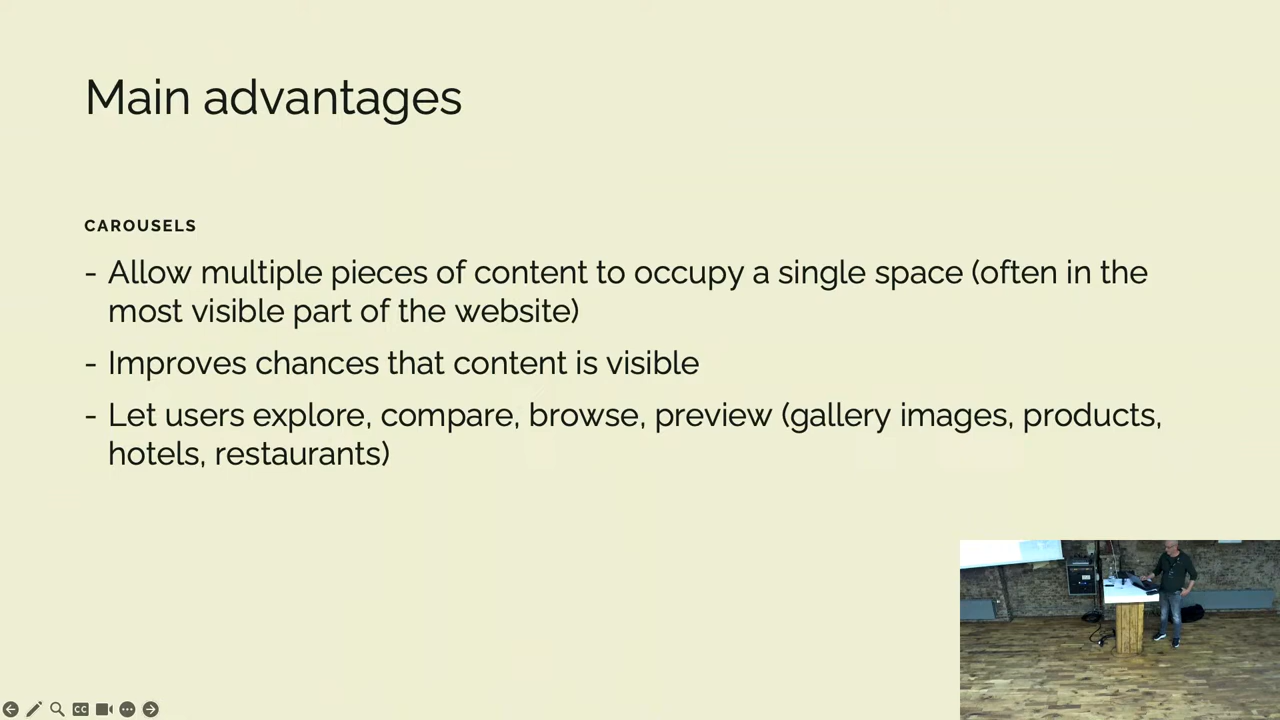 Main advantages
CAROUSELS
- Allow multiple pieces of content to occupy a single space (often in the
most visible part of the website)
- Improves chances that content is visible
- Let users explore, compare, browse, preview (gallery images, products,
hotels, restaurants)
CC